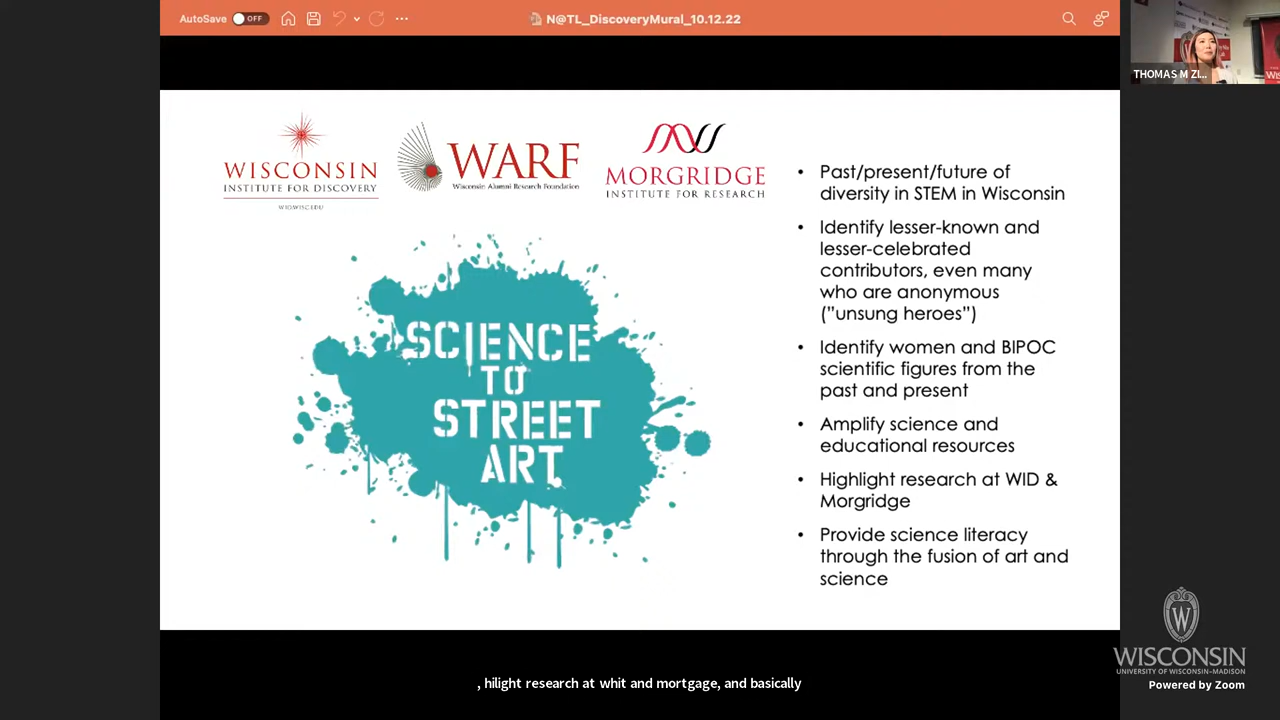 AutoSave OFF
N@TL_DiscoveryMural_10.12.22
THOMAS M ZI...
WISCONSIN
INSTITUTE FOR DISCOVERY
WID.WISC.EDU
WARF
Wisconsin Alumni Research Foundation
MORGRIDGE
INSTITUTE FOR RESEARCH
SCIENCE
TO
STREET
ART
• Past/present/future of
diversity in STEM in Wisconsin
• Identify lesser-known and
lesser-celebrated
contributors, even many
who are anonymous
(”unsung heroes”)
• Identify women and BIPOC
scientific figures from the
past and present
• Amplify science and
educational resources
• Highlight research at WID &
Morgridge
• Provide science literacy
through the fusion of art and
science
W
WISCONSIN
UNIVERSITY OF WISCONSIN–MADISON
Powered by Zoom
, hilight research at whit and mortgage, and basically